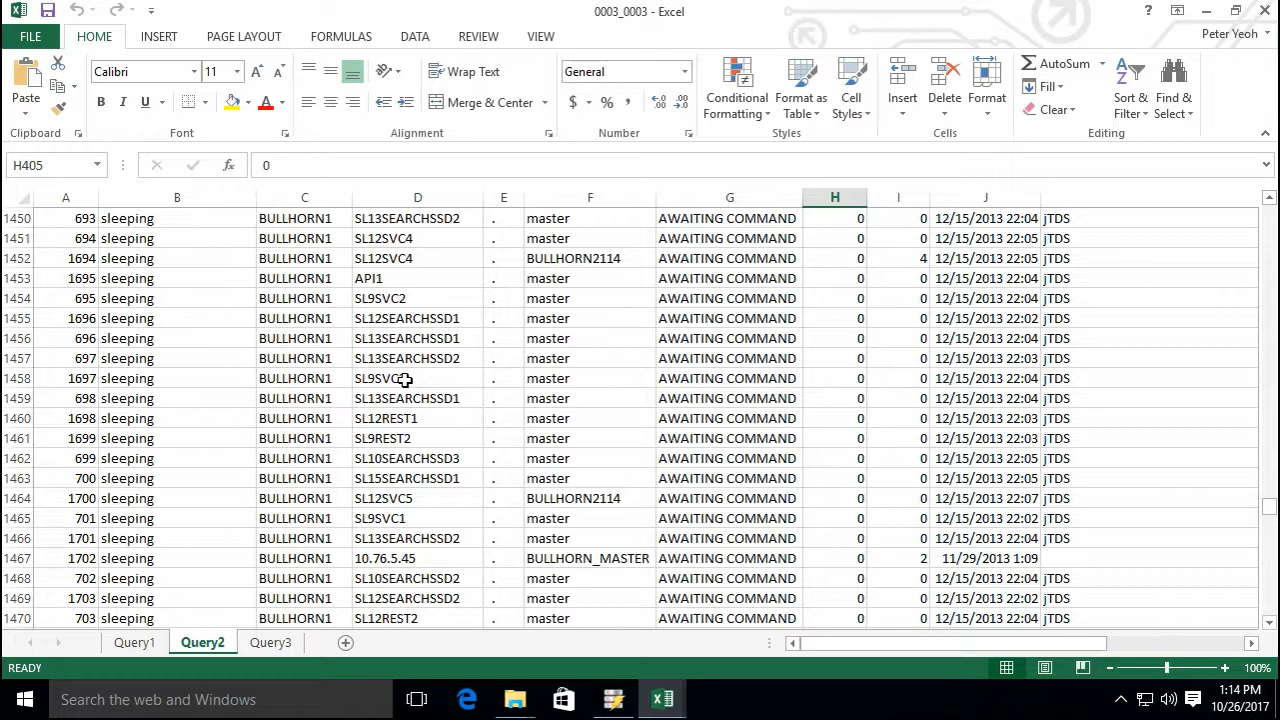 0003_0003 - Excel
?
FILE HOME INSERT PAGE LAYOUT FORMULAS DATA REVIEW VIEW Peter Yeoh
Paste Calibri 11 A A Wrap Text General Conditional Formatting Format as Table Cell Styles Insert Delete Format AutoSum Sort & Filter Find & Select
B I U A Merge & Center $ % , Fill
Clear
Clipboard Font Alignment Number Styles Cells Editing
H405 fx 0
A B C D E F G H I J
1450 693 sleeping BULLHORN1 SL13SEARCHSSD2 . master AWAITING COMMAND 0 0 12/15/2013 22:04 jTDS
1451 694 sleeping BULLHORN1 SL12SVC4 . master AWAITING COMMAND 0 0 12/15/2013 22:05 jTDS
1452 1694 sleeping BULLHORN1 SL12SVC4 . BULLHORN2114 AWAITING COMMAND 0 4 12/15/2013 22:05 jTDS
1453 1695 sleeping BULLHORN1 API1 . master AWAITING COMMAND 0 0 12/15/2013 22:04 jTDS
1454 695 sleeping BULLHORN1 SL9SVC2 . master AWAITING COMMAND 0 0 12/15/2013 22:04 jTDS
1455 1696 sleeping BULLHORN1 SL12SEARCHSSD1 . master AWAITING COMMAND 0 0 12/15/2013 22:02 jTDS
1456 696 sleeping BULLHORN1 SL13SEARCHSSD1 . master AWAITING COMMAND 0 0 12/15/2013 22:04 jTDS
1457 697 sleeping BULLHORN1 SL13SEARCHSSD2 . master AWAITING COMMAND 0 0 12/15/2013 22:03 jTDS
1458 1697 sleeping BULLHORN1 . master AWAITING COMMAND 0 0 12/15/2013 22:04 jTDS
1459 698 sleeping BULLHORN1 SL13SEARCHSSD1 . master AWAITING COMMAND 0 0 12/15/2013 22:04 jTDS
1460 1698 sleeping BULLHORN1 SL12REST1 . master AWAITING COMMAND 0 0 12/15/2013 22:03 jTDS
1461 1699 sleeping BULLHORN1 SL9REST2 . master AWAITING COMMAND 0 0 12/15/2013 22:03 jTDS
1462 699 sleeping BULLHORN1 SL10SEARCHSSD3 . master AWAITING COMMAND 0 0 12/15/2013 22:04 jTDS
1463 700 sleeping BULLHORN1 SL15SEARCHSSD1 . master AWAITING COMMAND 0 0 12/15/2013 22:05 jTDS
1464 1700 sleeping BULLHORN1 SL12SVC5 . BULLHORN2114 AWAITING COMMAND 0 0 12/15/2013 22:07 jTDS
1465 701 sleeping BULLHORN1 SL9SVC1 . master AWAITING COMMAND 0 0 12/15/2013 22:02 jTDS
1466 1701 sleeping BULLHORN1 SL13SEARCHSSD2 . master AWAITING COMMAND 0 0 12/15/2013 22:04 jTDS
1467 1702 sleeping BULLHORN1 10.76.5.45 . BULLHORN_MASTER AWAITING COMMAND 0 2 11/29/2013 1:09
1468 702 sleeping BULLHORN1 SL10SEARCHSSD2 . master AWAITING COMMAND 0 0 12/15/2013 22:04 jTDS
1469 1703 sleeping BULLHORN1 SL12SEARCHSSD2 . master AWAITING COMMAND 0 0 12/15/2013 22:02 jTDS
1470 703 sleeping BULLHORN1 SL12REST2 . master AWAITING COMMAND 0 0 12/15/2013 22:04 jTDS
Query1 Query2 Query3
READY 100%
Search the web and Windows 1:14 PM
10/26/2017